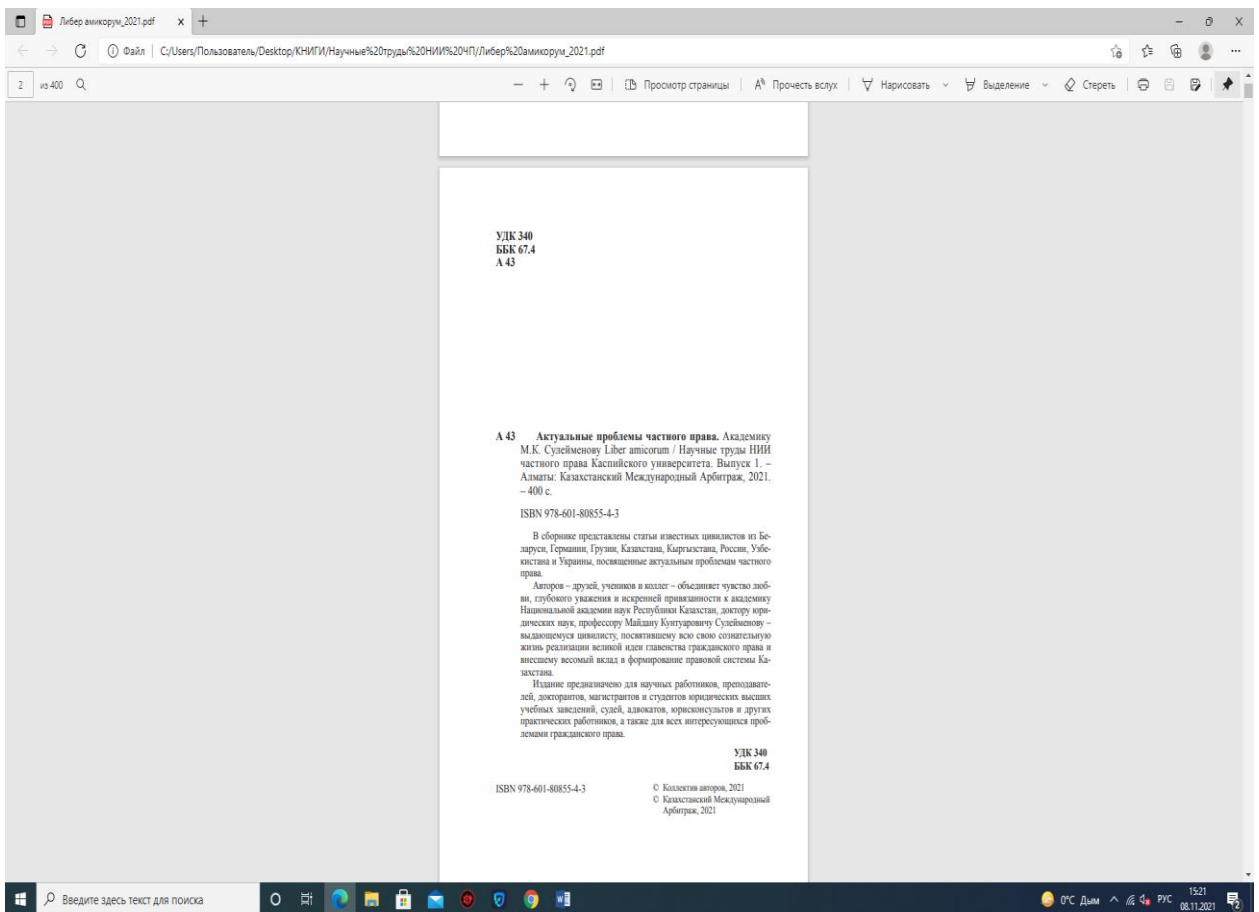 Либер амикорум_2021.pdf
Файл | C:/Users/Пользователь/Desktop/КНИГИ/Научные%20труды%20НИИ%20ЧП/Либер%20амикорум_2021.pdf
2 из 400 Просмотр страницы Прочесть вслух Нарисовать Выделение Стереть
УДК 340
ББК 67.4
А 43
А 43 Актуальные проблемы частного права. Академику
М.К. Сулейменову Liber amicorum / Научные труды НИИ
частного права Каспийского университета. Выпуск 1. –
Алматы: Казахстанский Международный Арбитраж, 2021.
– 400 с.
ISBN 978-601-80855-4-3
В сборнике представлены статьи известных цивилистов из Бе-
ларуси, Германии, Грузии, Казахстана, Кыргызстана, России, Узбе-
кистана и Украины, посвященные актуальным проблемам частного
права.
Авторов – друзей, учеников и коллег – объединяет чувство люб-
ви, глубокого уважения и искренней привязанности к академику
Национальной академии наук Республики Казахстан, доктору юри-
дических наук, профессору Майдану Кунтуаровичу Сулейменову –
выдающемуся цивилисту, посвятившему всю свою сознательную
жизнь реализации великой идеи главенства гражданского права и
внесшему весомый вклад в формирование правовой системы Ка-
захстана.
Издание предназначено для научных работников, преподавате-
лей, докторантов, магистрантов и студентов юридических высших
учебных заведений, судей, адвокатов, юрисконсультов и других
практических работников, а также для всех интересующихся проб-
лемами гражданского права.
УДК 340
ББК 67.4
ISBN 978-601-80855-4-3
© Коллектив авторов, 2021
© Казахстанский Международный
Арбитраж, 2021
Введите здесь текст для поиска
0°C Дым РУС 15:21
08.11.2021